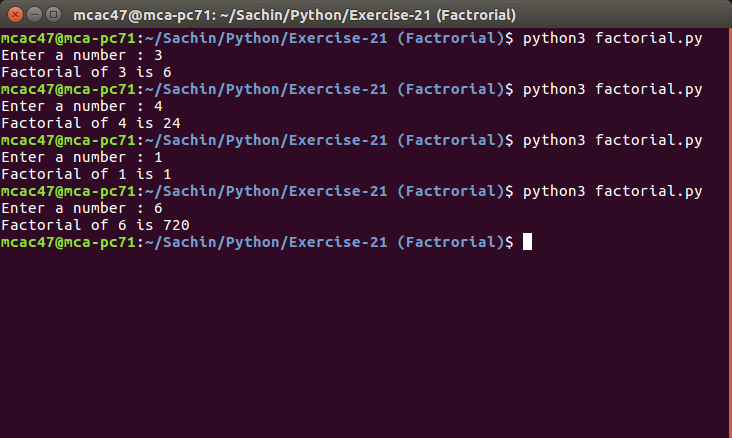 mcac47@mca-pc71: ~/Sachin/Python/Exercise-21 (Factrorial)
mcac47@mca-pc71:~/Sachin/Python/Exercise-21 (Factrorial)$ python3 factorial.py
Enter a number : 3
Factorial of 3 is 6
mcac47@mca-pc71:~/Sachin/Python/Exercise-21 (Factrorial)$ python3 factorial.py
Enter a number : 4
Factorial of 4 is 24
mcac47@mca-pc71:~/Sachin/Python/Exercise-21 (Factrorial)$ python3 factorial.py
Enter a number : 1
Factorial of 1 is 1
mcac47@mca-pc71:~/Sachin/Python/Exercise-21 (Factrorial)$ python3 factorial.py
Enter a number : 6
Factorial of 6 is 720
mcac47@mca-pc71:~/Sachin/Python/Exercise-21 (Factrorial)$